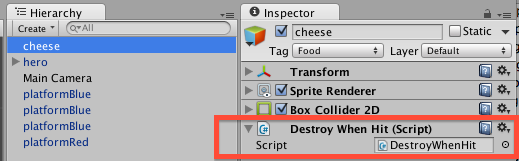 Hierarchy
Create
All
cheese
hero
Main Camera
platformBlue
platformBlue
platformBlue
platformRed
Inspector
cheese
Static
Tag Food Layer Default
Transform
Sprite Renderer
Box Collider 2D
Destroy When Hit (Script)
Script DestroyWhenHit